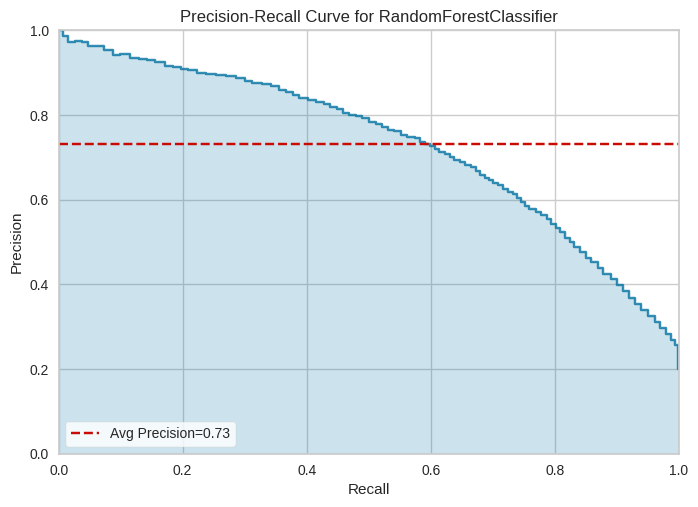 Precision-Recall Curve for RandomForestClassifier
1.0
0.8
0.6
0.4
0.2
0.0
Precision
Avg Precision=0.73
0.0 0.2 0.4 0.6 0.8 1.0
Recall